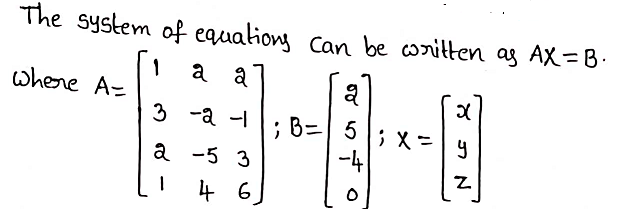 The system of equations can be written as AX=B.
where A= [1 2 2; B= [2; X = [x
3 -2 -1 5 y
2 -5 3 -4 z]
1 4 6] 0]